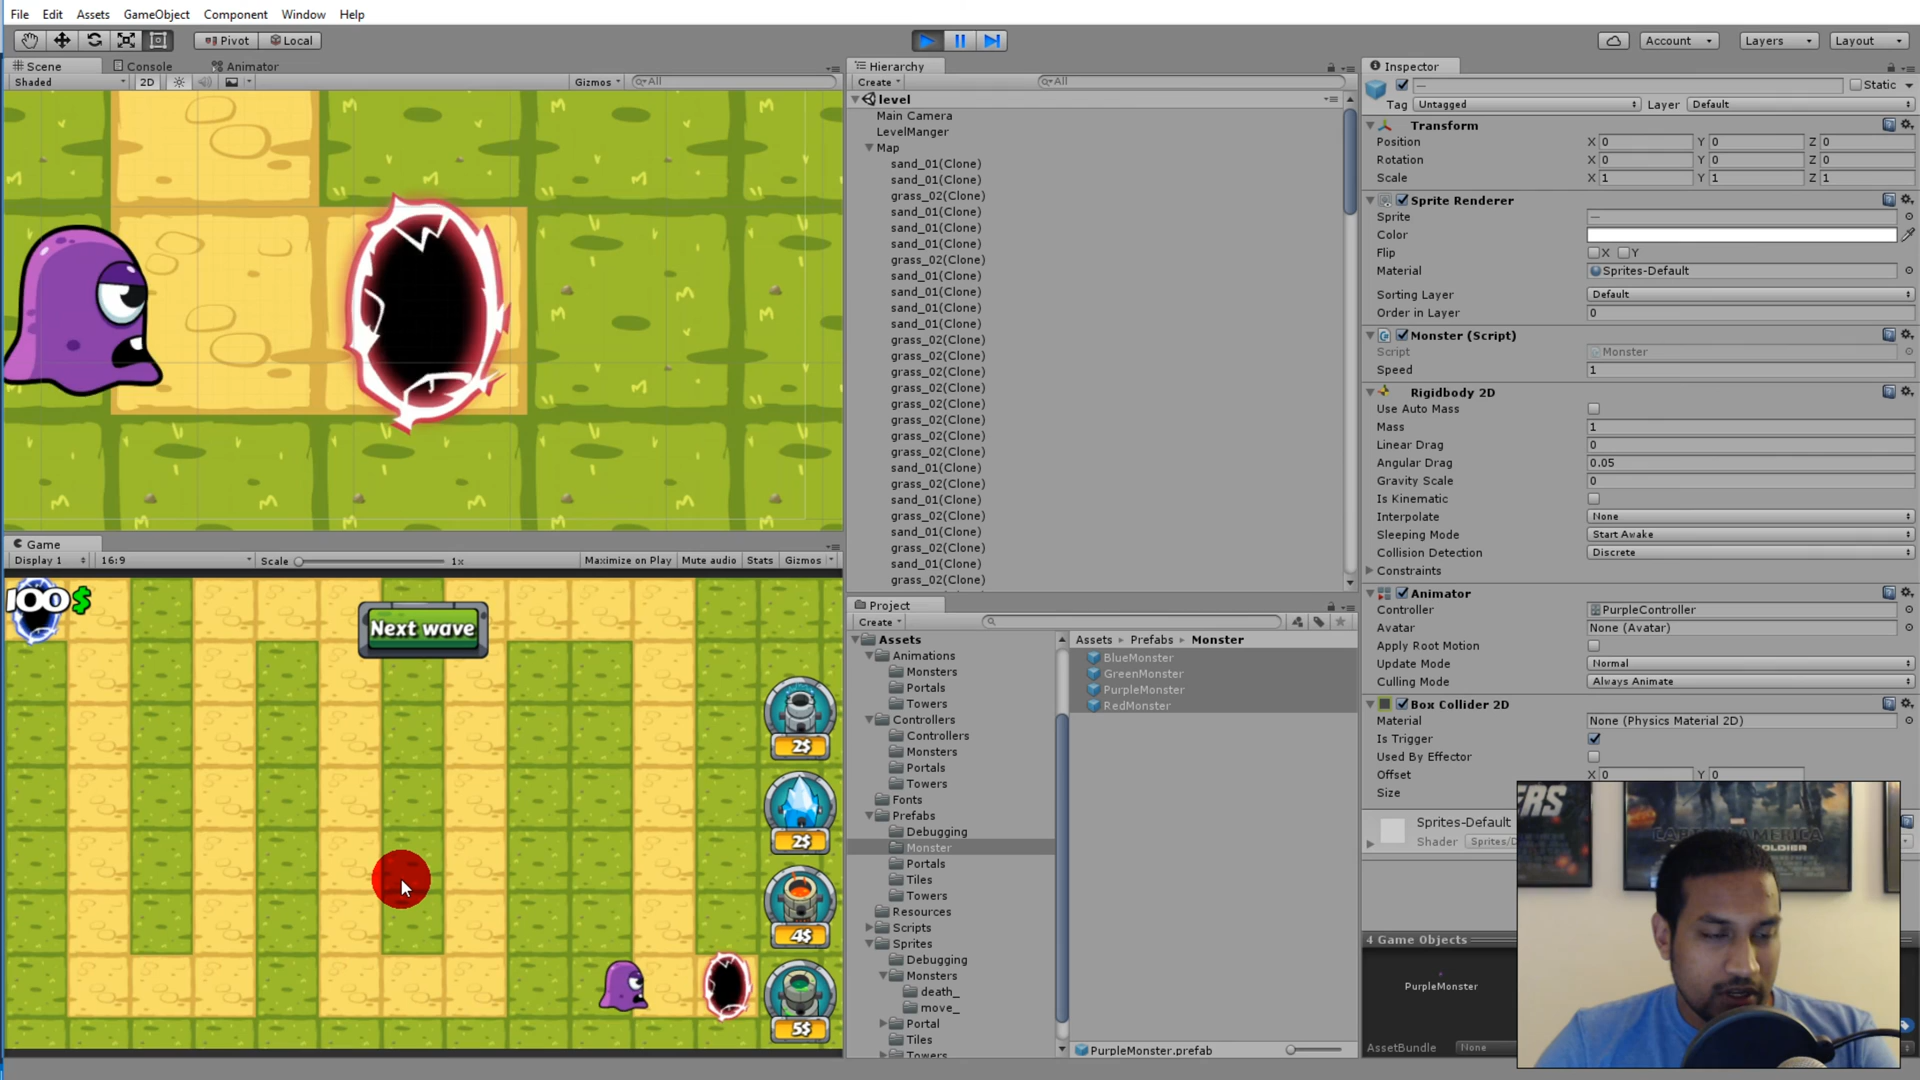 File Edit Assets GameObject Component Window Help
Pivot Local Account Layers Layout
Scene Console Animator
Shaded 2D Gizmos All
Game
Display 1 16:9 Scale 1x Maximize on Play Mute audio Stats Gizmos
100$
Next wave
2$
2$
4$
5$
Hierarchy
Create All
level
Main Camera
LevelManger
Map
sand_01(Clone)
sand_01(Clone)
grass_02(Clone)
sand_01(Clone)
sand_01(Clone)
sand_01(Clone)
grass_02(Clone)
sand_01(Clone)
sand_01(Clone)
sand_01(Clone)
sand_01(Clone)
grass_02(Clone)
grass_02(Clone)
grass_02(Clone)
grass_02(Clone)
grass_02(Clone)
grass_02(Clone)
grass_02(Clone)
grass_02(Clone)
sand_01(Clone)
grass_02(Clone)
sand_01(Clone)
grass_02(Clone)
sand_01(Clone)
grass_02(Clone)
sand_01(Clone)
grass_02(Clone)
Project
Create
Assets
Animations
Monsters
Portals
Towers
Controllers
Controllers
Monsters
Portals
Towers
Fonts
Prefabs
Debugging
Monster
Portals
Tiles
Towers
Resources
Scripts
Sprites
Debugging
Monsters
death_
move_
Portal
Tiles
Towers
Assets Prefabs Monster
BlueMonster
GreenMonster
PurpleMonster
RedMonster
PurpleMonster.prefab
Inspector
— Static
Tag Untagged Layer Default
Transform
Position X 0 Y 0 Z 0
Rotation X 0 Y 0 Z 0
Scale X 1 Y 1 Z 1
Sprite Renderer
Sprite —
Color
Flip X Y
Material Sprites-Default
Sorting Layer Default
Order in Layer 0
Monster (Script)
Script Monster
Speed 1
Rigidbody 2D
Use Auto Mass
Mass 1
Linear Drag 0
Angular Drag 0.05
Gravity Scale 0
Is Kinematic
Interpolate None
Sleeping Mode Start Awake
Collision Detection Discrete
Constraints
Animator
Controller PurpleController
Avatar None (Avatar)
Apply Root Motion
Update Mode Normal
Culling Mode Always Animate
Box Collider 2D
Material None (Physics Material 2D)
Is Trigger
Used By Effector
Offset X 0 Y 0
Size
Sprites-Default
Shader Sprites/D
4 Game Objects
PurpleMonster
AssetBundle None
ERS
CAPTAIN AMERICA
SOLDIER